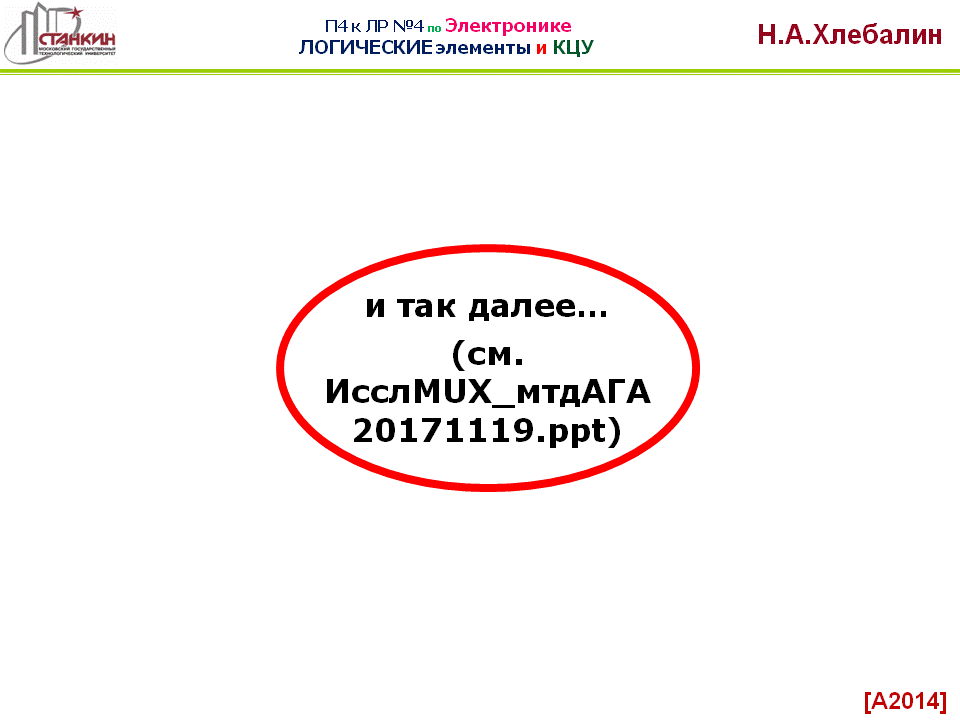 СТАНКИН
МОСКОВСКИЙ ГОСУДАРСТВЕННЫЙ
ТЕХНОЛОГИЧЕСКИЙ УНИВЕРСИТЕТ
П4 к ЛР №4 по Электронике
ЛОГИЧЕСКИЕ элементы и КЦУ
Н.А.Хлебалин
и так далее...
(см.
ИсслMUX_мтдАГА
20171119.ppt)
[А2014]